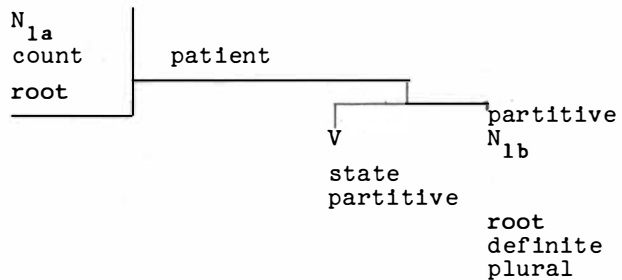 N1a
count patient
root
partitive
V N1b
state
partitive
root
definite
plural